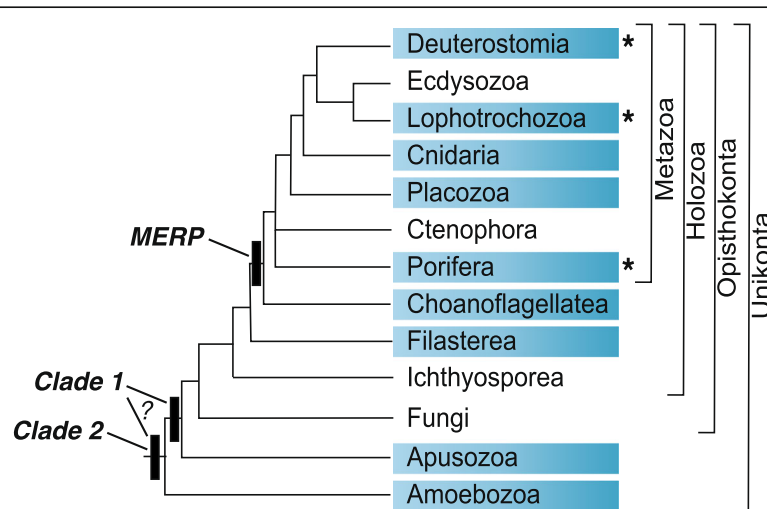 Deuterostomia *
Ecdysozoa
Lophotrochozoa *
Cnidaria
Placozoa
Ctenophora
MERP
Porifera *
Choanoflagellatea
Filasterea
Ichthyosporea
Clade 1
?
Fungi
Clade 2
Apusozoa
Amoebozoa
Metazoa
Holozoa
Opisthokonta
Unikonta